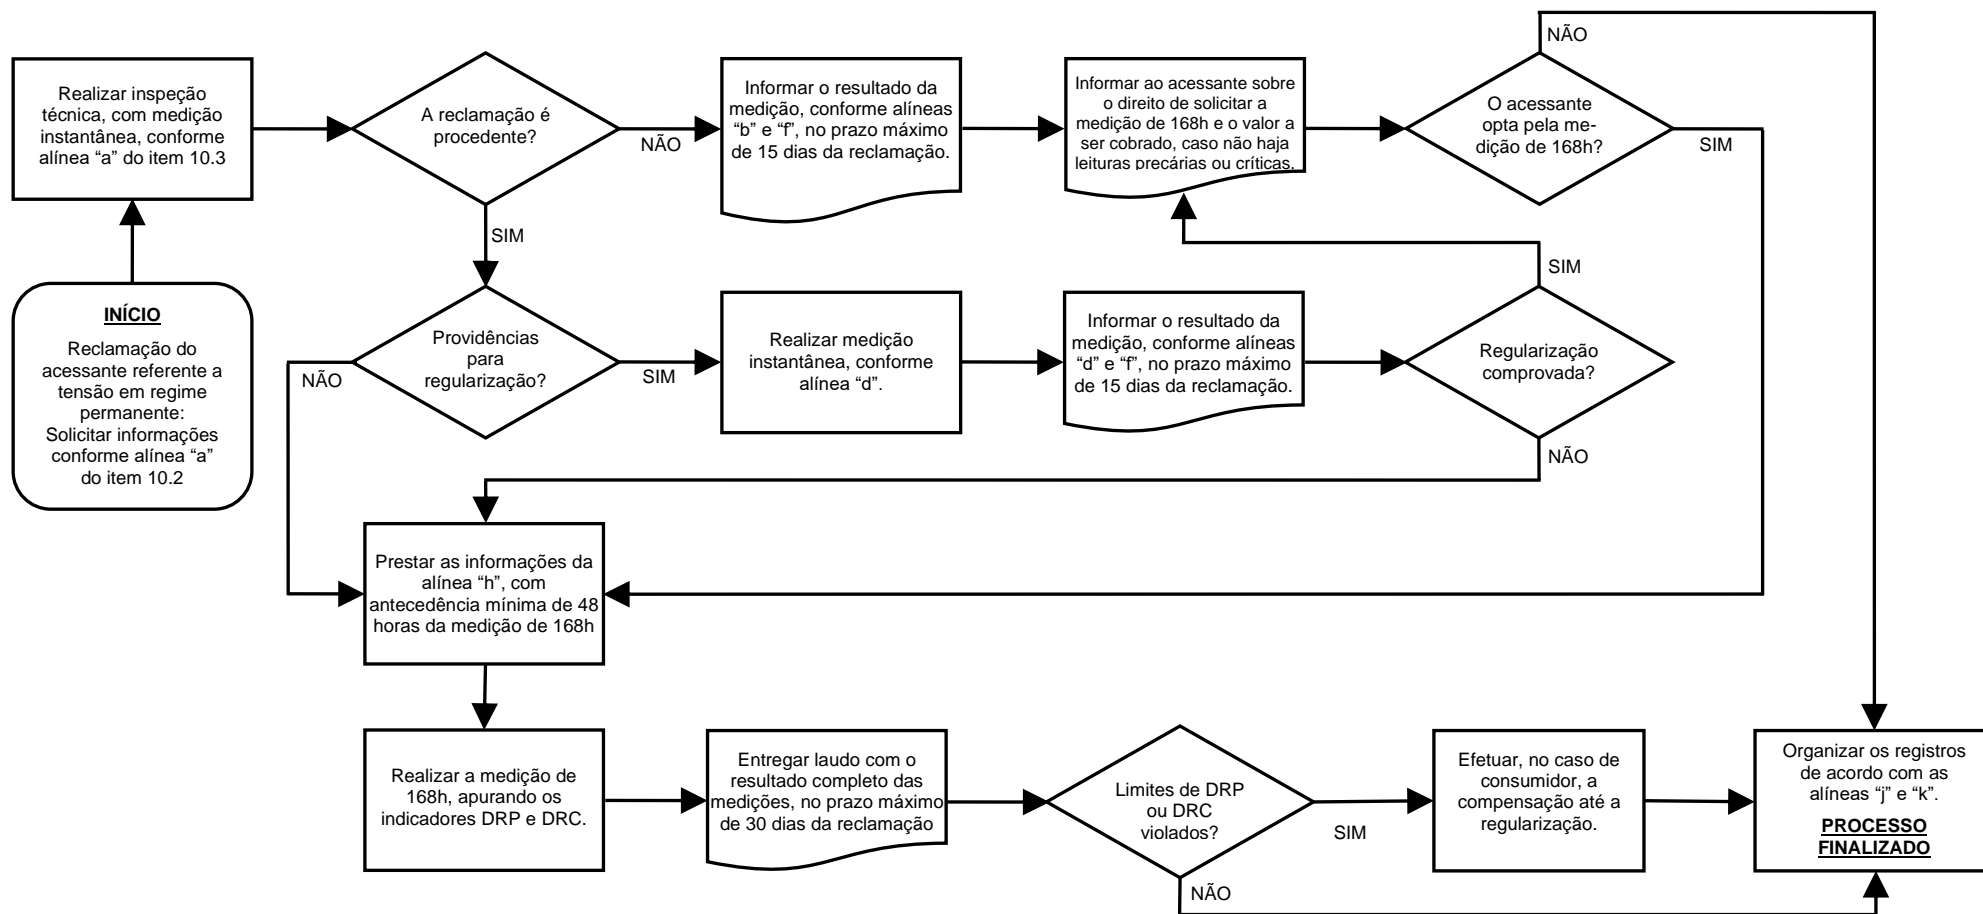 Realizar inspeção
técnica, com medição
instantânea, conforme
alínea “a” do item 10.3
A reclamação é
procedente?
NÃO
SIM
Informar o resultado da
medição, conforme alíneas
“b” e “f”, no prazo máximo
de 15 dias da reclamação.
Informar ao acessante sobre
o direito de solicitar a
medição de 168h e o valor a
ser cobrado, caso não haja
leituras precárias ou críticas.
NÃO
O acessante
opta pela me-
dição de 168h?
SIM
INÍCIO
Reclamação do
acessante referente a
tensão em regime
permanente:
Solicitar informações
conforme alínea “a”
do item 10.2
Providências
para
regularização?
NÃO
SIM
Realizar medição
instantânea, conforme
alínea “d”.
Informar o resultado da
medição, conforme alíneas
“d” e “f”, no prazo máximo
de 15 dias da reclamação.
SIM
Regularização
comprovada?
NÃO
Prestar as informações da
alínea “h”, com
antecedência mínima de 48
horas da medição de 168h
Realizar a medição de
168h, apurando os
indicadores DRP e DRC.
Entregar laudo com o
resultado completo das
medições, no prazo máximo
de 30 dias da reclamação
Limites de DRP
ou DRC
violados?
SIM
NÃO
Efetuar, no caso de
consumidor, a
compensação até a
regularização.
Organizar os registros
de acordo com as
alíneas “j” e “k”.
PROCESSO
FINALIZADO